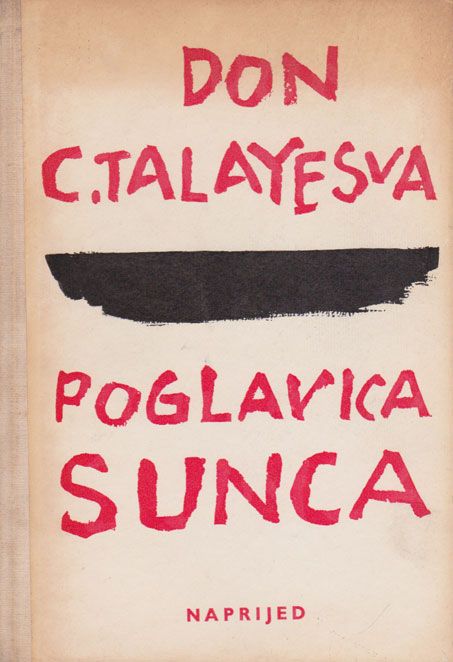 DON
C.TALAYESVA
POGLAVICA
SUNCA
NAPRIJED